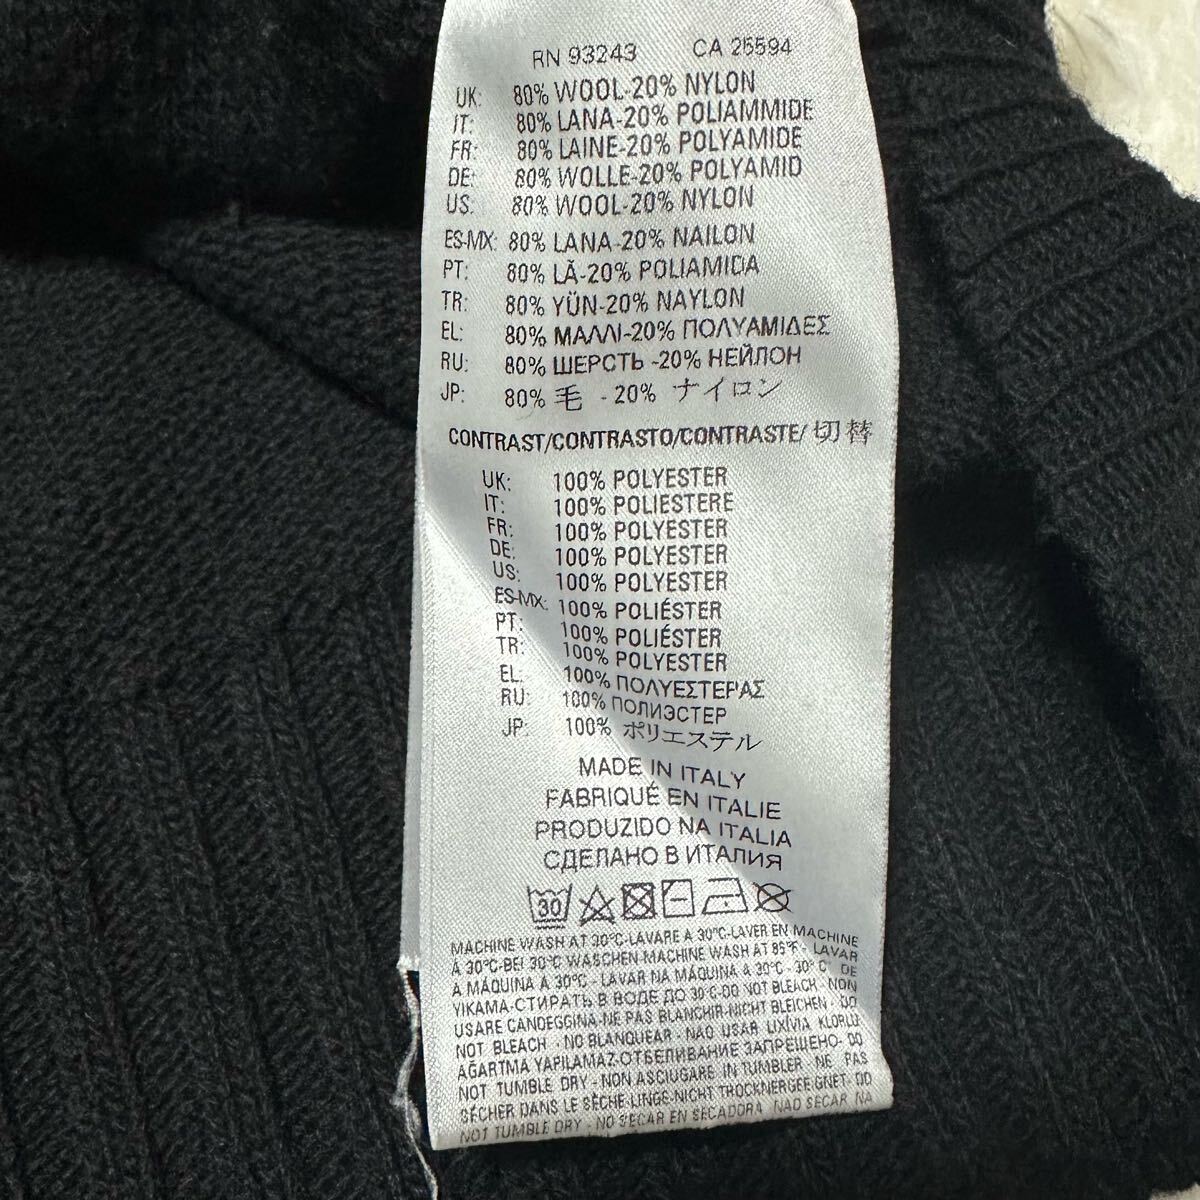 RN 93243 CA 25594
UK: 80% WOOL-20% NYLON
IT: 80% LANA-20% POLIAMMIDE
FR: 80% LAINE-20% POLYAMIDE
DE: 80% WOLLE-20% POLYAMID
US: 80% WOOL-20% NYLON
ES-MX: 80% LANA-20% NAILON
PT: 80% LÃ-20% POLIAMIDA
TR: 80% YÜN-20% NAYLON
EL: 80% ΜΑΛΛΙ-20% ΠΟΛΥΑΜΙΔΕΣ
RU: 80% ШЕРСТЬ -20% НЕЙЛОН
JP: 80% 毛 - 20% ナイロン
CONTRAST/CONTRASTO/CONTRASTE/ 切替
UK: 100% POLYESTER
IT: 100% POLIESTERE
FR: 100% POLYESTER
DE: 100% POLYESTER
US: 100% POLYESTER
ES-MX: 100% POLIÉSTER
PT: 100% POLIÉSTER
TR: 100% POLYESTER
EL: 100% ΠΟΛΥΕΣΤΕΡΑΣ
RU: 100% ПОЛИЭСТЕР
JP: 100% ポリエステル
MADE IN ITALY
FABRIQUÉ EN ITALIE
PRODUZIDO NA ITALIA
СДЕЛАНО В ИТАЛИЯ
30
MACHINE WASH AT 30°C-LAVARE A 30°C-LAVER EN MACHINE
À 30°C-BEI 30°C WASCHEN-MACHINE WASH AT 85°F - LAVAR
A MÁQUINA A 30°C - LAVAR NA MÁQUINA A 30°C - 30° C' DE
YIKAMA-СТИРАТЬ В ВОДЕ ДО 30 С-DO NOT BLEACH - NON
USARE CANDEGGINA-NE PAS BLANCHIR-NICHT BLEICHEN - DO
NOT BLEACH - NO BLANQUEAR - NÃO USAR LIXÍVIA KLORLU
AĞARTMA YAPILAMAZ-ОТБЕЛИВАНИЕ ЗАПРЕЩЕНО- DO
NOT TUMBLE DRY - NON ASCIUGARE IN TUMBLER - NE PAS
SÉCHER DANS LE SÈCHE-LINGE-NICHT TROCKNERGEEIGNET- DO
NOT TUMBLE DRY - NO SECAR EN SECADORA NÃO SECAR NA